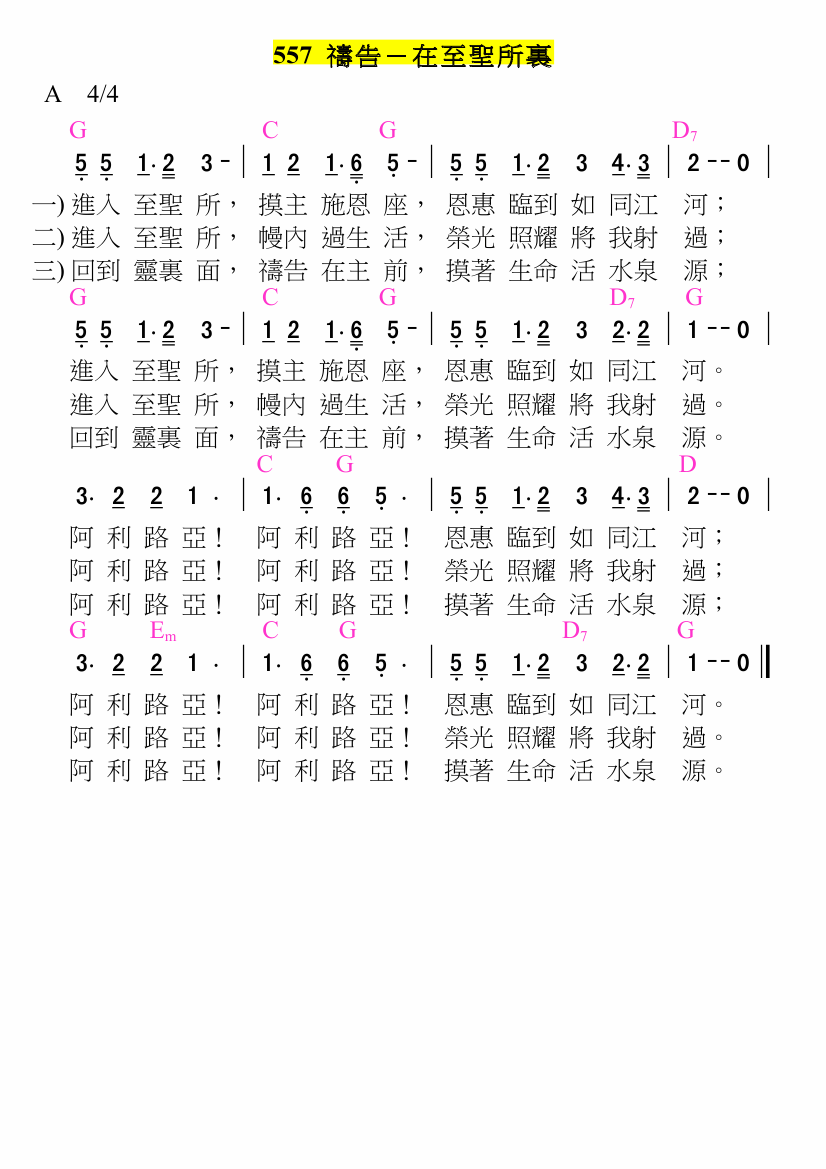 557 禱告－在至聖所裏
A 4/4
G C G D7
5 5 1· 2 3 - | 1 2 1· 6 5 - | 5 5 1· 2 3 4· 3 | 2 - - 0 |
一) 進入 至聖 所， 摸主 施恩 座， 恩惠 臨到 如 同江 河；
二) 進入 至聖 所， 幔內 過生 活， 榮光 照耀 將 我射 過；
三) 回到 靈裏 面， 禱告 在主 前， 摸著 生命 活 水泉 源；
G C G D7 G
5 5 1· 2 3 - | 1 2 1· 6 5 - | 5 5 1· 2 3 2· 2 | 1 - - 0 |
進入 至聖 所， 摸主 施恩 座， 恩惠 臨到 如 同江 河。
進入 至聖 所， 幔內 過生 活， 榮光 照耀 將 我射 過。
回到 靈裏 面， 禱告 在主 前， 摸著 生命 活 水泉 源。
C G D
3· 2 2 1 · | 1· 6 6 5 · | 5 5 1· 2 3 4· 3 | 2 - - 0 |
阿 利 路 亞！ 阿 利 路 亞！ 恩惠 臨到 如 同江 河；
阿 利 路 亞！ 阿 利 路 亞！ 榮光 照耀 將 我射 過；
阿 利 路 亞！ 阿 利 路 亞！ 摸著 生命 活 水泉 源；
G Em C G D7 G
3· 2 2 1 · | 1· 6 6 5 · | 5 5 1· 2 3 2· 2 | 1 - - 0 ‖
阿 利 路 亞！ 阿 利 路 亞！ 恩惠 臨到 如 同江 河。
阿 利 路 亞！ 阿 利 路 亞！ 榮光 照耀 將 我射 過。
阿 利 路 亞！ 阿 利 路 亞！ 摸著 生命 活 水泉 源。